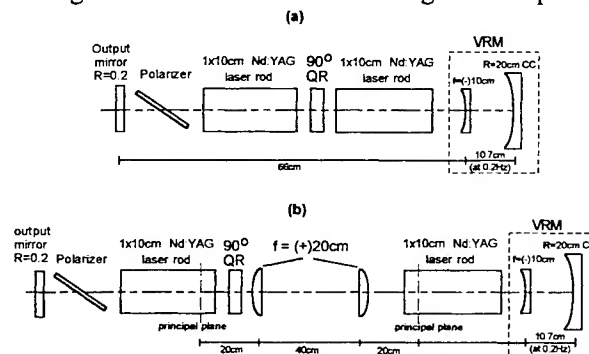 (a)
VRM
Output
mirror
R=0.2
Polarizer
1x10cm Nd:YAG
laser rod
90°
QR
1x10cm Nd:YAG
laser rod
f=(-)10cm
R=20cm CC
66cm
10.7cm
(at 0.2Hz)
(b)
VRM
output
mirror
R=0.2
Polarizer
1x10cm Nd:YAG
laser rod
90°
QR
f = (+)20cm
1x10cm Nd:YAG
laser rod
f=(-)10cm
R=20cm C
principal plane
principal plane
20cm
40cm
20cm
10.7cm
(at 0.2Hz)